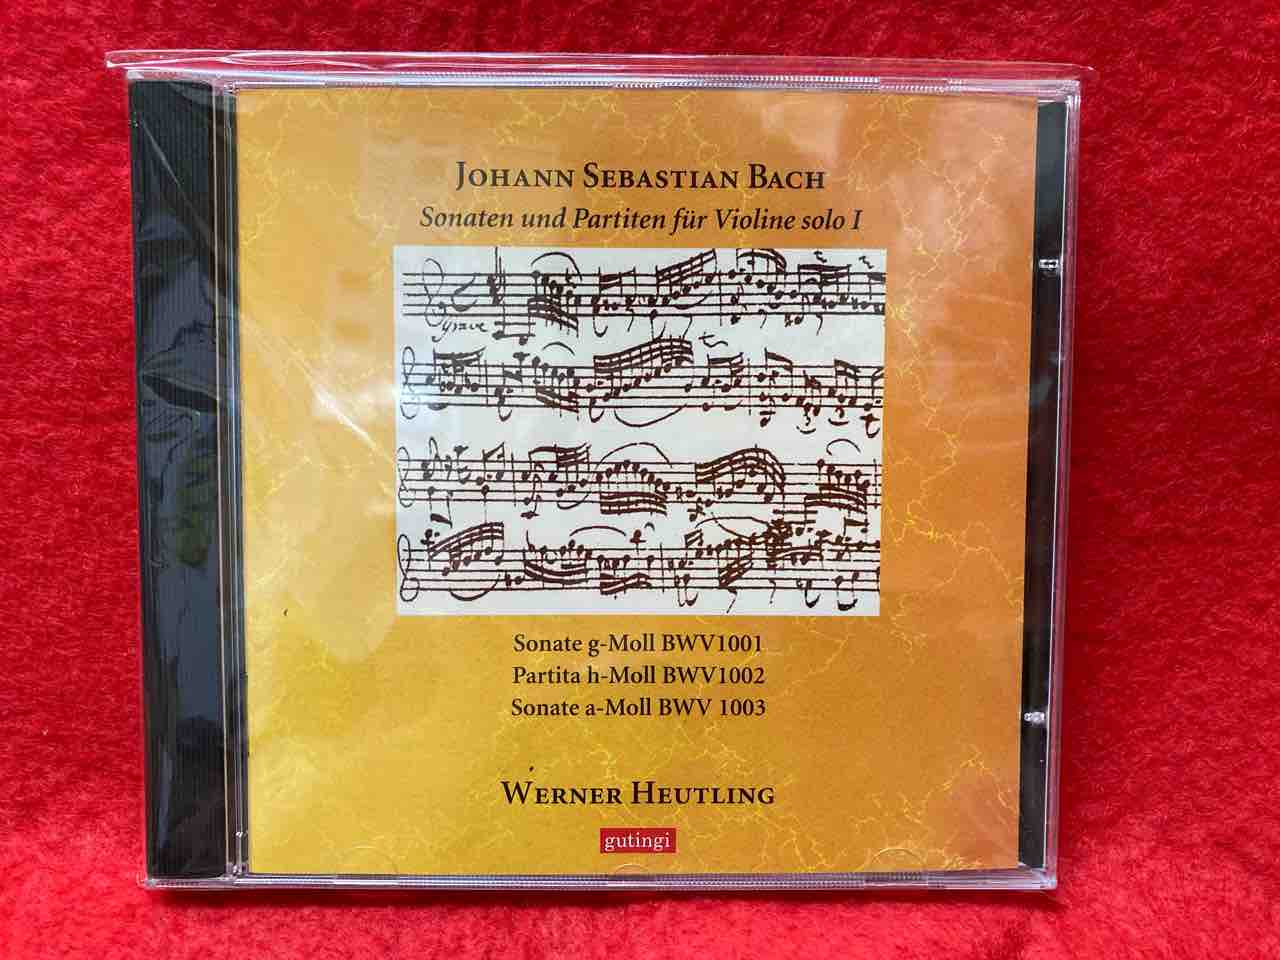 JOHANN SEBASTIAN BACH
Sonaten und Partiten für Violine solo I
grave
Sonate g-Moll BWV1001
Partita h-Moll BWV1002
Sonate a-Moll BWV 1003
WERNER HEUTLING
gutingi